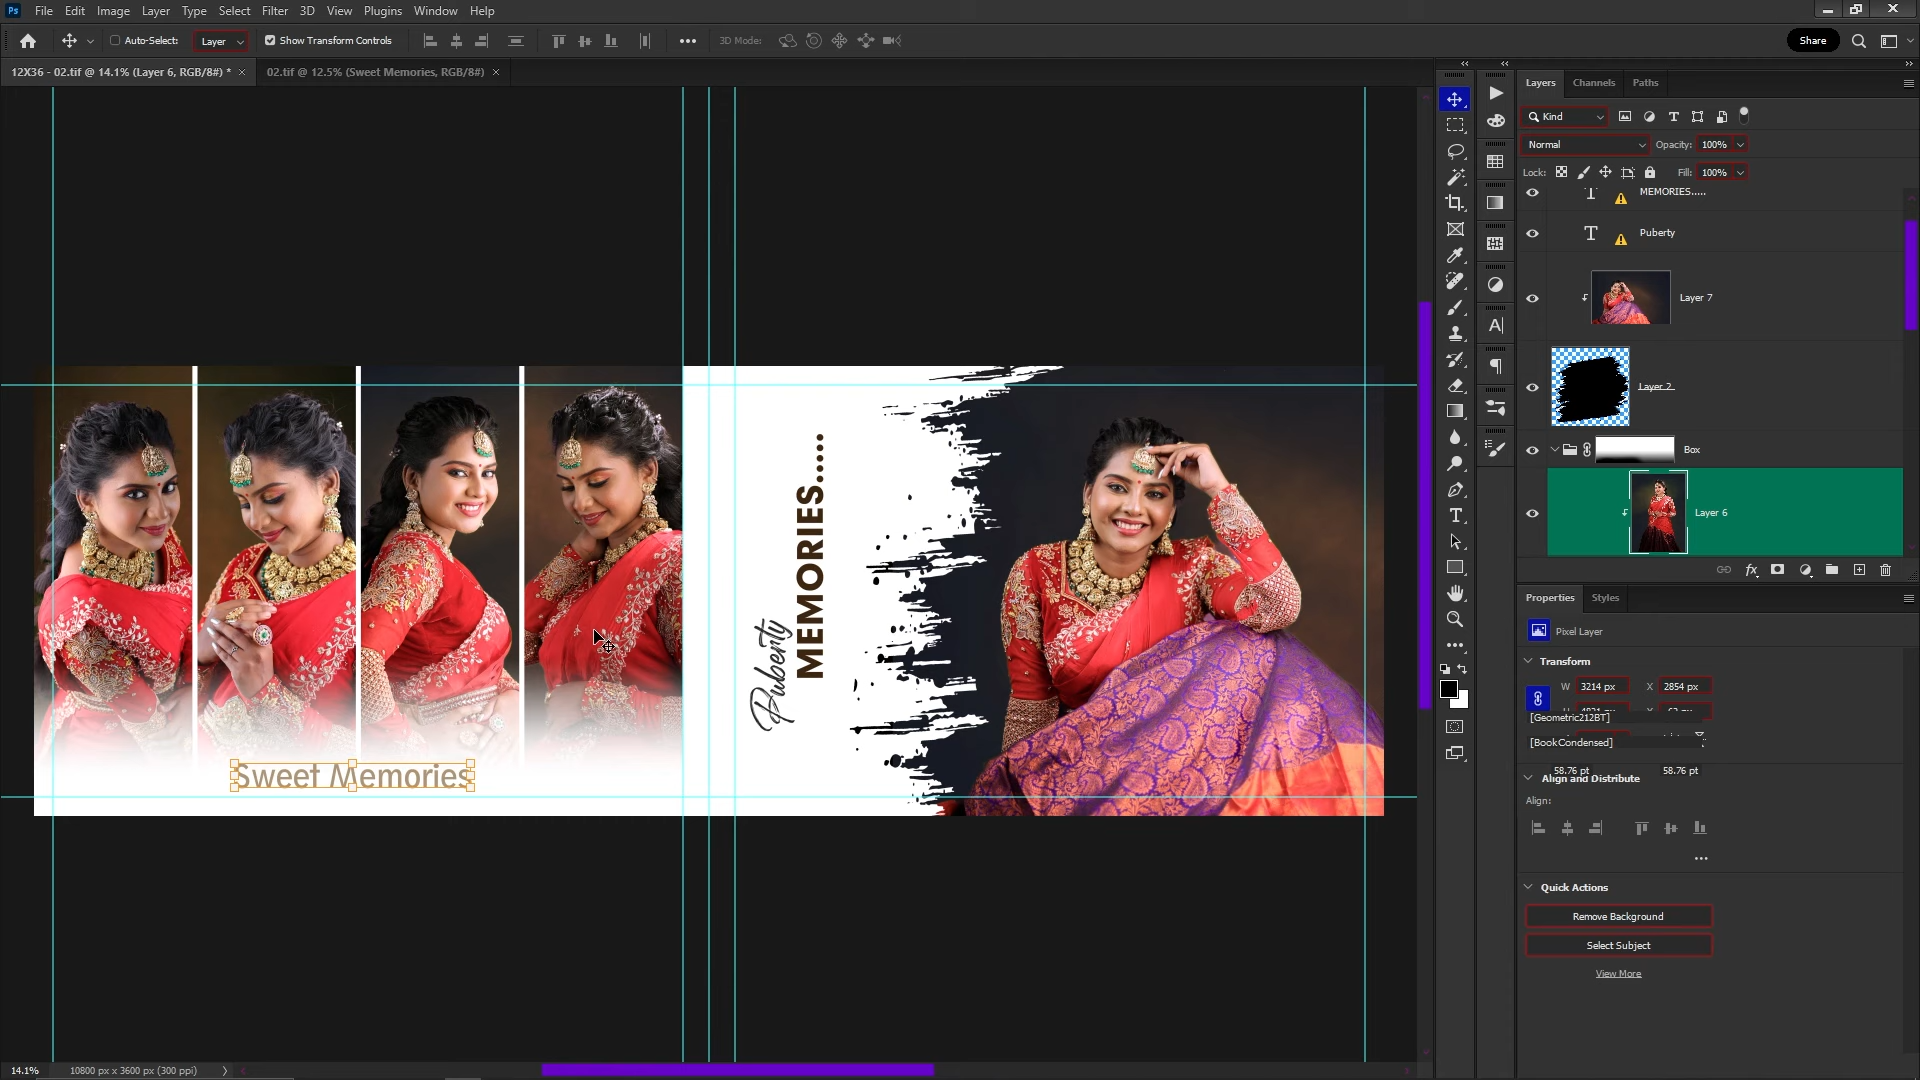 Ps File Edit Image Layer Type Select Filter 3D View Plugins Window Help
Auto-Select: Layer Show Transform Controls 3D Mode: Share
12X36 - 02.tif @ 14.1% (Layer 6, RGB/8#) * 02.tif @ 12.5% (Sweet Memories, RGB/8#)
Layers Channels Paths
Kind
Normal Opacity: 100%
Lock: Fill: 100%
MEMORIES.....
Puberty
Layer 7
Layer 2
Box
Layer 6
Puberty
MEMORIES.....
Sweet Memories
Properties Styles
Pixel Layer
Transform
W 3214 px X 2854 px
[Geometric212BT]
[BookCondensed]
58.76 pt 58.76 pt
Align and Distribute
Align:
Quick Actions
Remove Background
Select Subject
View More
14.1% 10800 px x 3600 px (300 ppi)